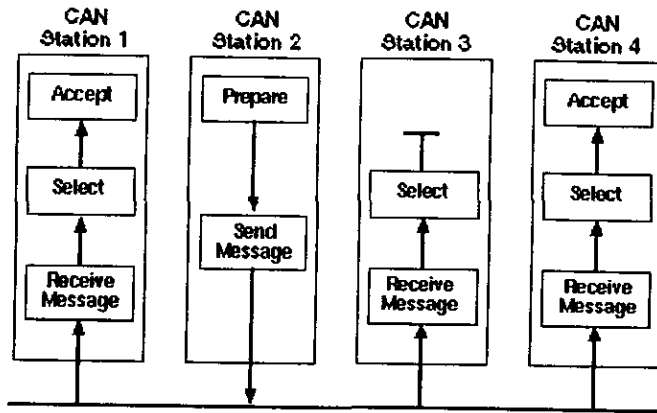 CAN
Station 1
CAN
Station 2
CAN
Station 3
CAN
Station 4
Accept
Select
Receive
Message
Prepare
Send
Message
Select
Receive
Message
Accept
Select
Receive
Message